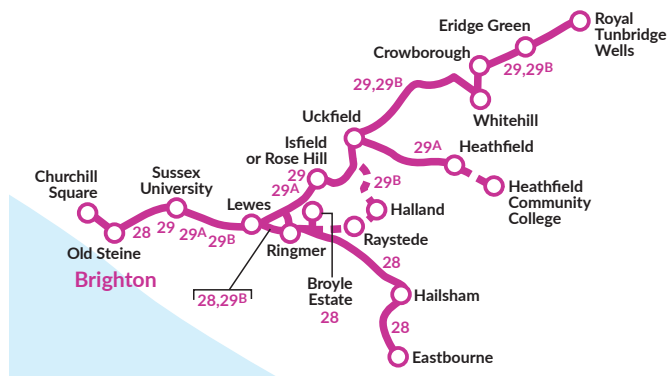 Royal
Tunbridge
Wells
Eridge Green
Crowborough
29,29B
29,29B
Whitehill
Uckfield
29A
Heathfield
Isfield
or Rose Hill
29
29A
29B
Heathfield
Community
College
Sussex
University
Churchill
Square
Lewes
Halland
28
29
29A
29B
Raystede
Old Steine
Ringmer
Brighton
28
28,29B
Broyle
Estate
28
Hailsham
28
Eastbourne